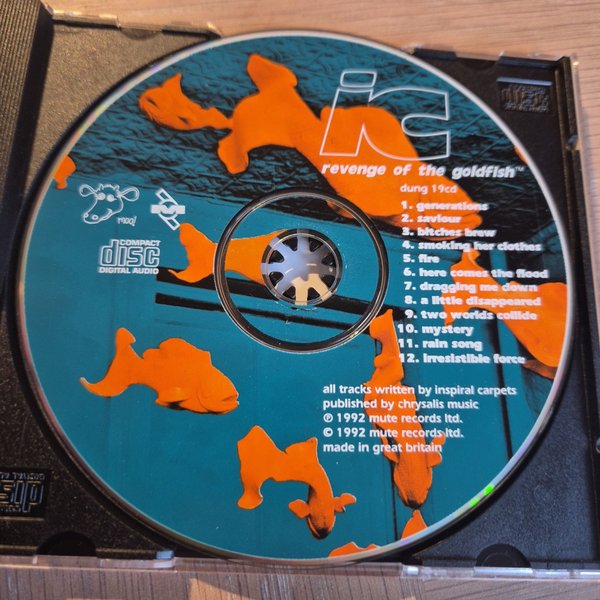 ic
revenge of the goldfish™
dung 19cd
1. generations
2. saviour
3. bitches brew
4. smoking her clothes
5. fire
6. here comes the flood
7. dragging me down
8. a little disappeared
9. two worlds collide
10. mystery
11. rain song
12. irresistible force
moo!
COMPACT
disc
DIGITAL AUDIO
all tracks written by inspiral carpets
published by chrysalis music
℗ 1992 mute records ltd.
© 1992 mute records ltd.
made in great britain